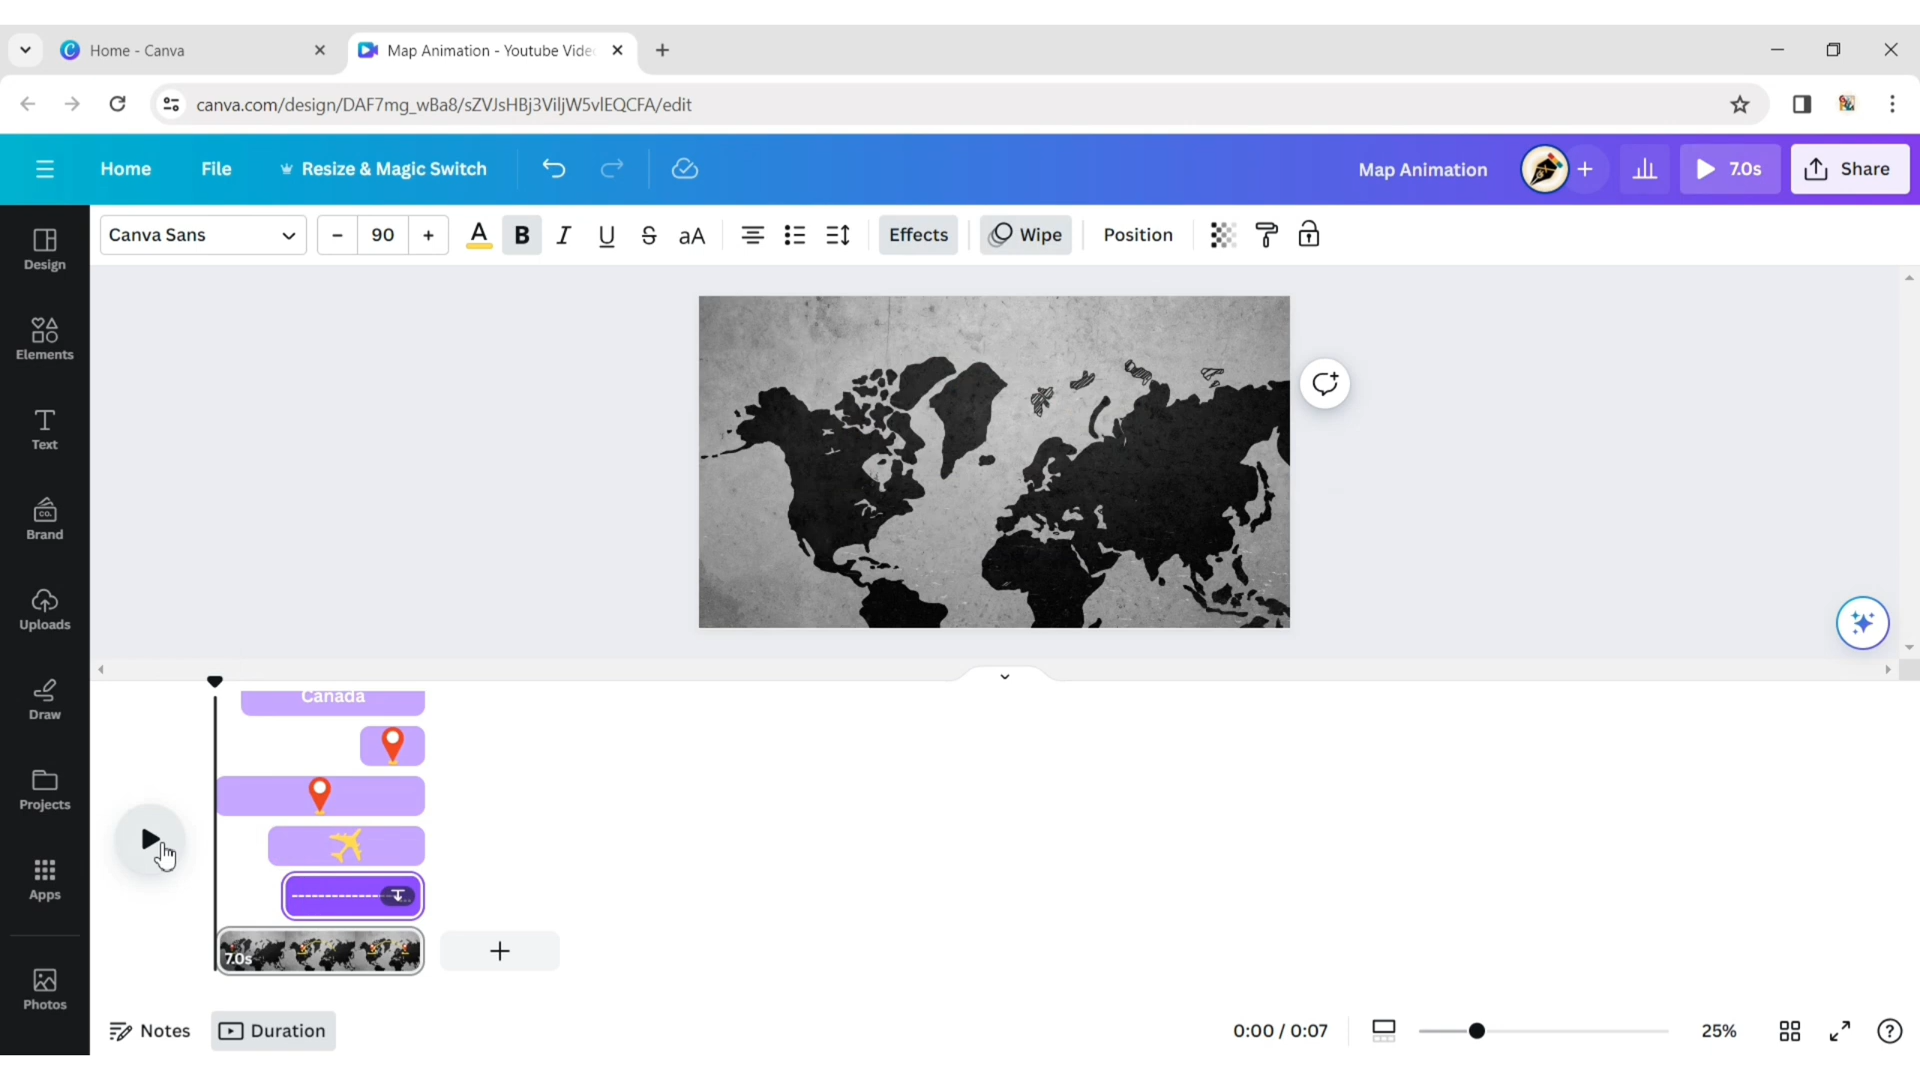 Home - Canva
Map Animation - Youtube Vide
canva.com/design/DAF7mg_wBa8/sZVJsHBj3ViljW5vlEQCFA/edit
Home File Resize & Magic Switch Map Animation 7.0s Share
Canva Sans 90 A B I U S aA Effects Wipe Position
Design
Elements
Text
Brand
Uploads
Draw
Projects
Apps
Photos
Canada
7.0s
Notes Duration 0:00 / 0:07 25%